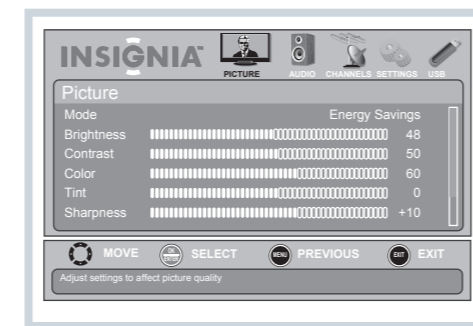 INSIGNIA
PICTURE AUDIO CHANNELS SETTINGS USB
Picture
Mode Energy Savings
Brightness 48
Contrast 50
Color 60
Tint 0
Sharpness +10
MOVE OK ENTER SELECT MENU PREVIOUS EXIT EXIT
Adjust settings to affect picture quality